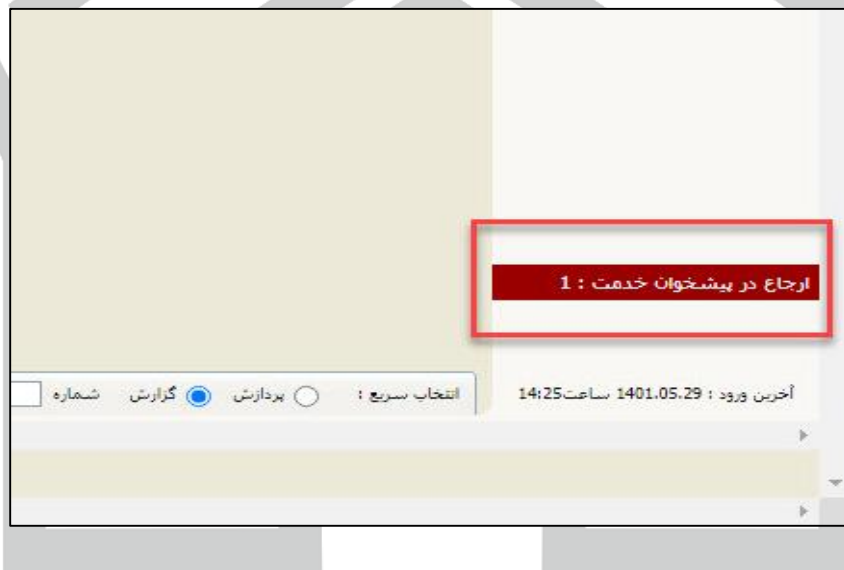 ارجاع در پیشخوان خدمت : 1
آخرین ورود : 1401.05.29 ساعت14:25
انتخاب سریع : پردازش گزارش شماره